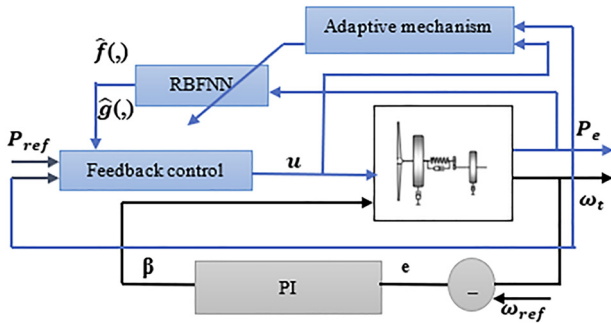 Adaptive mechanism
f̂(,)
RBFNN
ĝ(,)
P_ref
Feedback control
u
P_e
ω_t
β
PI
e
_
ω_ref